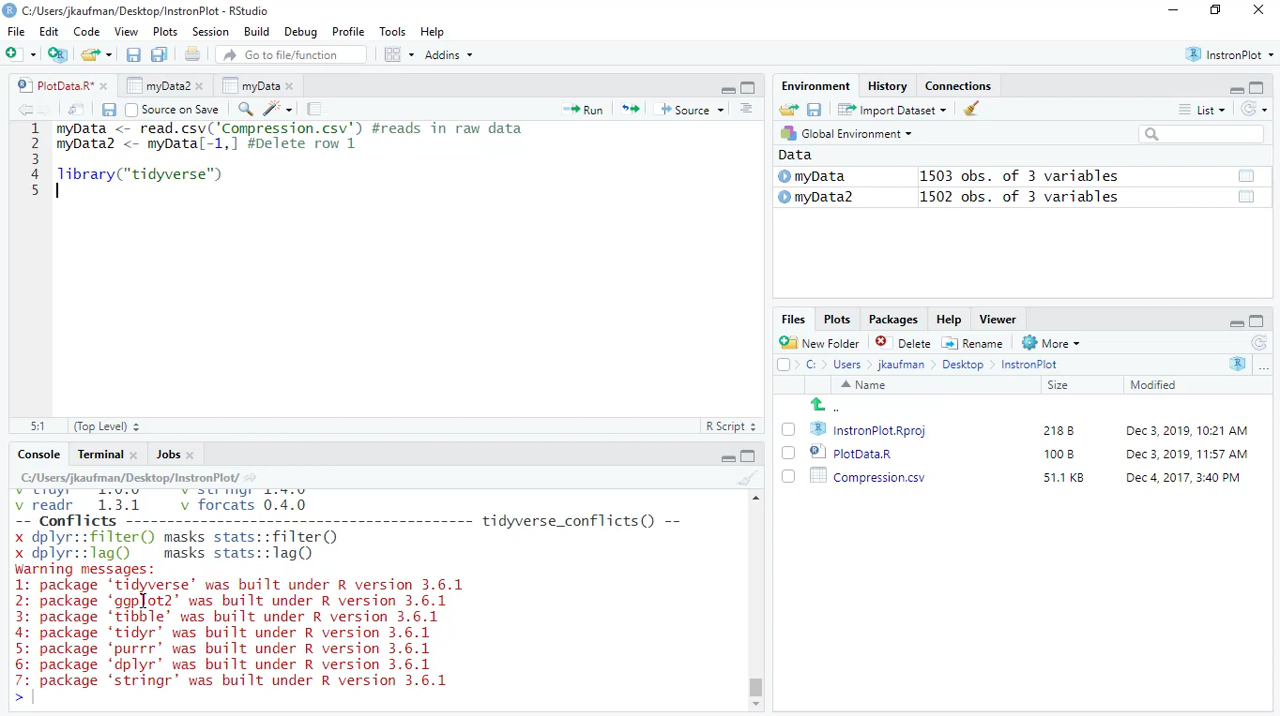 C:/Users/jkaufman/Desktop/InstronPlot - RStudio
File Edit Code View Plots Session Build Debug Profile Tools Help
Go to file/function Addins InstronPlot
PlotData.R* myData2 myData
Source on Save Run Source
1 myData <- read.csv('Compression.csv') #reads in raw data
2 myData2 <- myData[-1,] #Delete row 1
3
4 library("tidyverse")
5
5:1 (Top Level) R Script
Console Terminal Jobs
C:/Users/jkaufman/Desktop/InstronPlot/
v tidyr 1.0.0 v stringr 1.4.0
v readr 1.3.1 v forcats 0.4.0
-- Conflicts ------------------------------------------ tidyverse_conflicts() --
x dplyr::filter() masks stats::filter()
x dplyr::lag() masks stats::lag()
Warning messages:
1: package ‘tidyverse’ was built under R version 3.6.1
2: package ‘ggplot2’ was built under R version 3.6.1
3: package ‘tibble’ was built under R version 3.6.1
4: package ‘tidyr’ was built under R version 3.6.1
5: package ‘purrr’ was built under R version 3.6.1
6: package ‘dplyr’ was built under R version 3.6.1
7: package ‘stringr’ was built under R version 3.6.1
>
Environment History Connections
Import Dataset List
Global Environment
Data
myData 1503 obs. of 3 variables
myData2 1502 obs. of 3 variables
Files Plots Packages Help Viewer
New Folder Delete Rename More
C: > Users > jkaufman > Desktop > InstronPlot ...
Name Size Modified
..
InstronPlot.Rproj 218 B Dec 3, 2019, 10:21 AM
PlotData.R 100 B Dec 3, 2019, 11:57 AM
Compression.csv 51.1 KB Dec 4, 2017, 3:40 PM